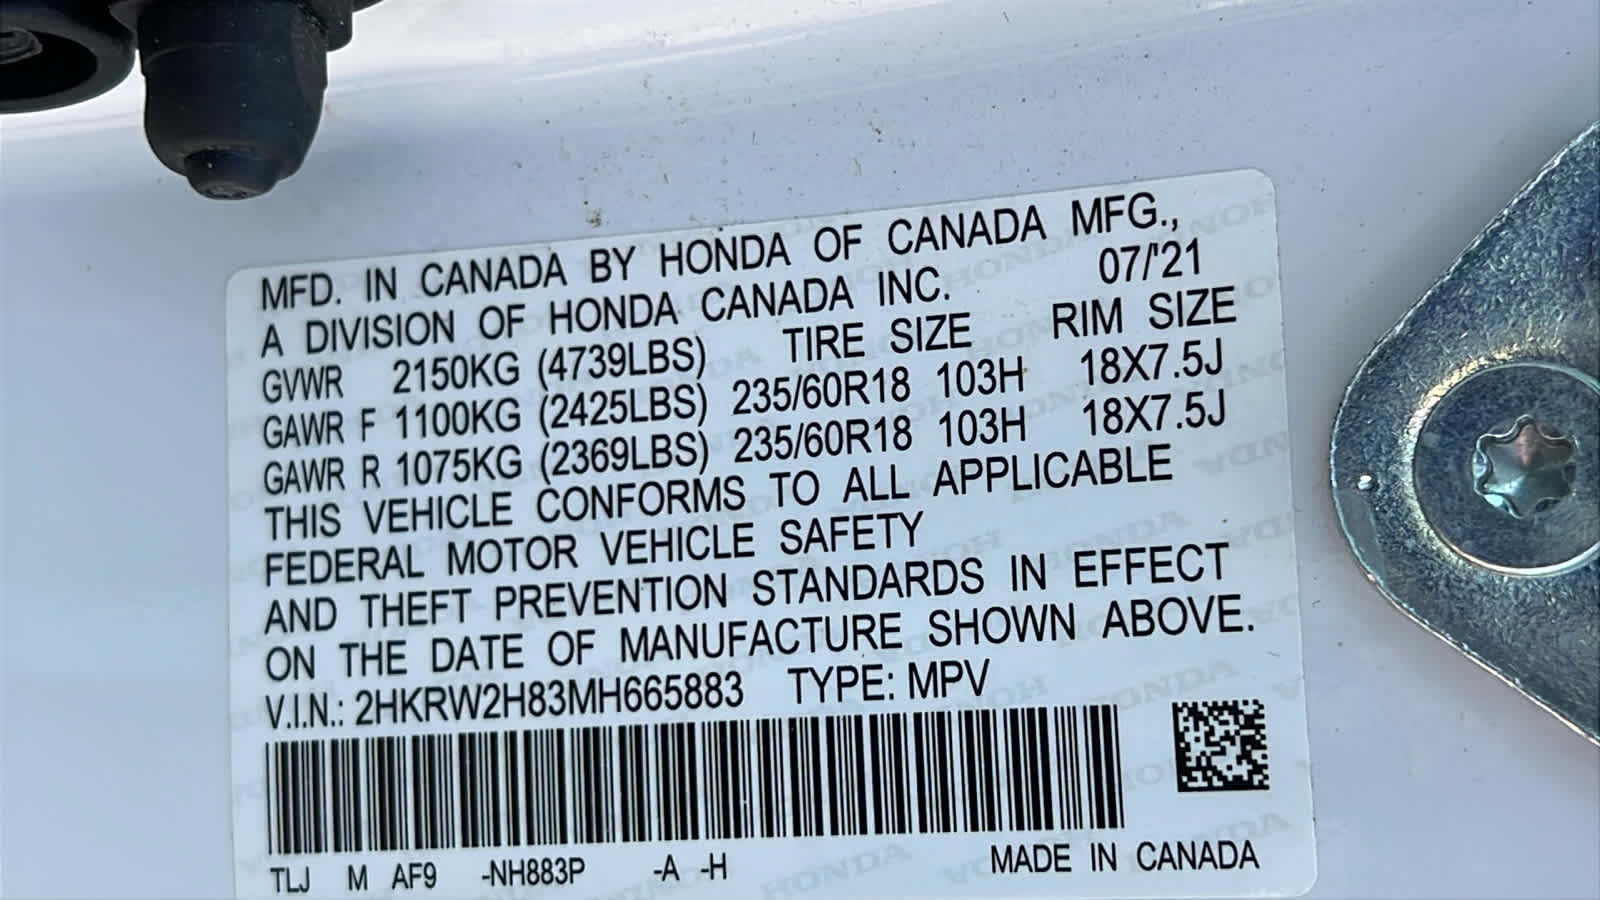 MFD. IN CANADA BY HONDA OF CANADA MFG.,
A DIVISION OF HONDA CANADA INC. 07/'21
GVWR 2150KG (4739LBS) TIRE SIZE RIM SIZE
GAWR F 1100KG (2425LBS) 235/60R18 103H 18X7.5J
GAWR R 1075KG (2369LBS) 235/60R18 103H 18X7.5J
THIS VEHICLE CONFORMS TO ALL APPLICABLE
FEDERAL MOTOR VEHICLE SAFETY
AND THEFT PREVENTION STANDARDS IN EFFECT
ON THE DATE OF MANUFACTURE SHOWN ABOVE.
V.I.N.: 2HKRW2H83MH665883 TYPE: MPV
TLJ M AF9 -NH883P -A -H MADE IN CANADA